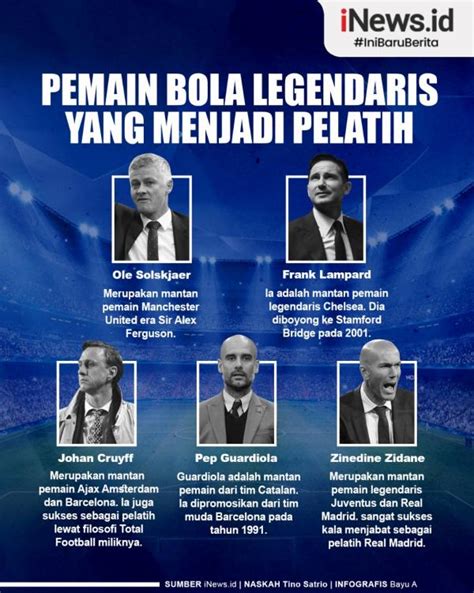 iNews.id
#IniBaruBerita
PEMAIN BOLA LEGENDARIS
YANG MENJADI PELATIH
Ole Solskjaer
Merupakan mantan
pemain Manchester
United era Sir Alex
Ferguson.
Frank Lampard
Ia adalah mantan pemain
legendaris Chelsea. Dia
diboyong ke Stamford
Bridge pada 2001.
Johan Cruyff
Merupakan mantan
pemain Ajax Amsterdam
dan Barcelona. Ia juga
sukses sebagai pelatih
lewat filosofi Total
Football miliknya.
Pep Guardiola
Guardiola adalah mantan
pemain dari tim Catalan.
Ia dipromosikan dari tim
muda Barcelona pada
tahun 1991.
Zinedine Zidane
Merupakan mantan
pemain legendaris
Juventus dan Real
Madrid. sangat sukses
kala menjabat sebagai
pelatih Real Madrid.
SUMBER iNews.id | NASKAH Tino Satrio | INFOGRAFIS Bayu A